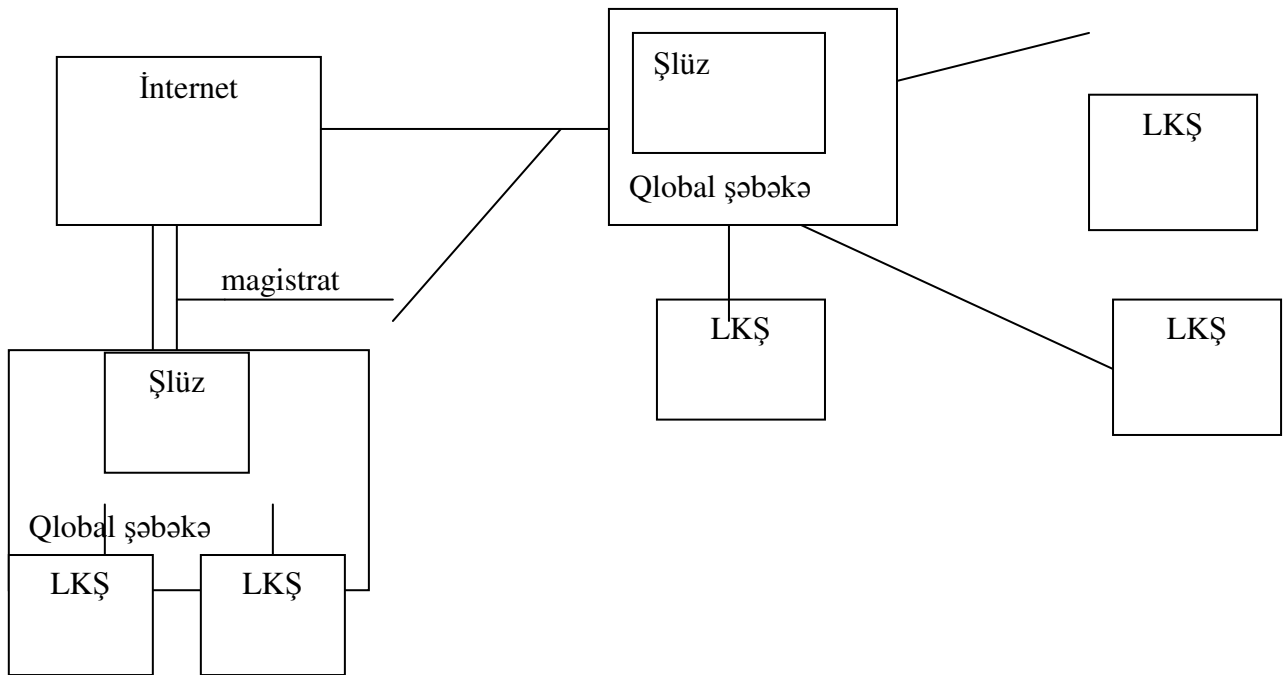 İnternet
Şlüz
Qlobal şəbəkə
LKŞ
magistrat
LKŞ
LKŞ
Şlüz
Qlobal şəbəkə
LKŞ
LKŞ